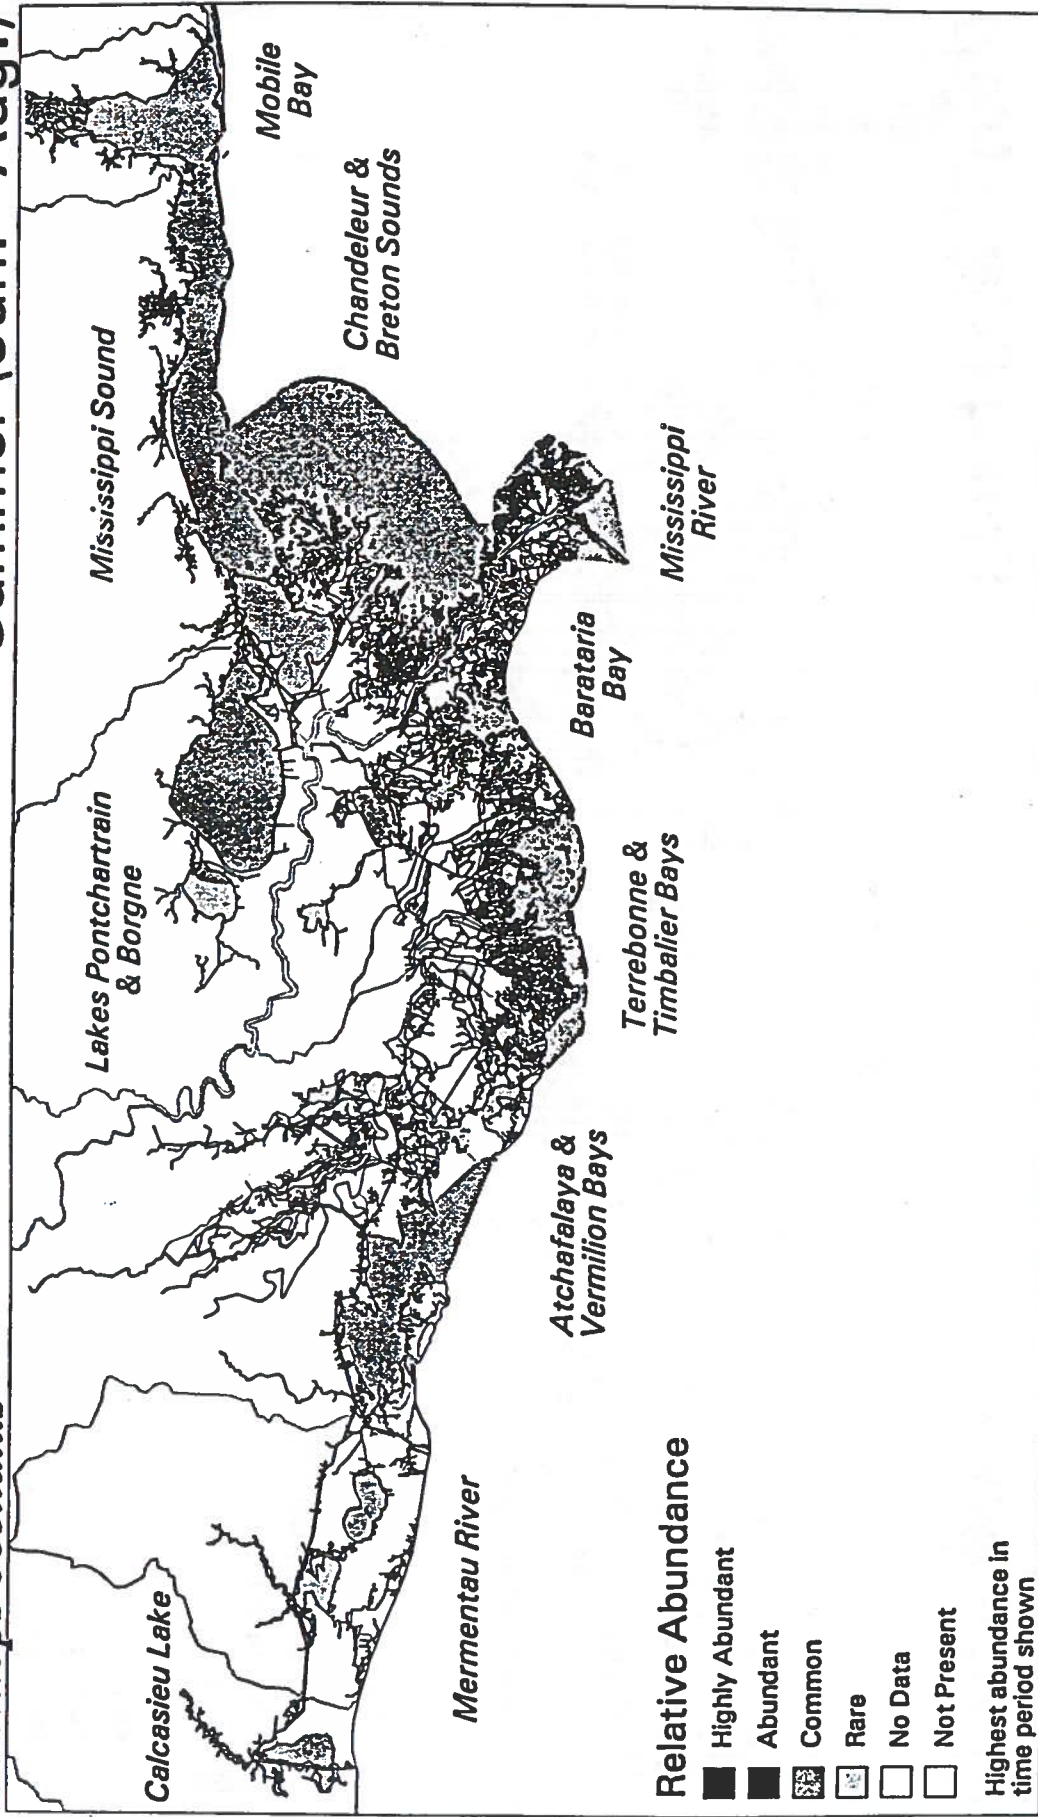 Mobile
Bay
Chandeleur &
Breton Sounds
Mississippi Sound
Mississippi
River
Barataria
Bay
Lakes Pontchartrain
& Borgne
Terrebonne &
Timbalier Bays
Atchafalaya &
Vermilion Bays
Mermentau River
Calcasieu Lake
Relative Abundance
Highly Abundant
Abundant
Common
Rare
No Data
Not Present
Highest abundance in
time period shown